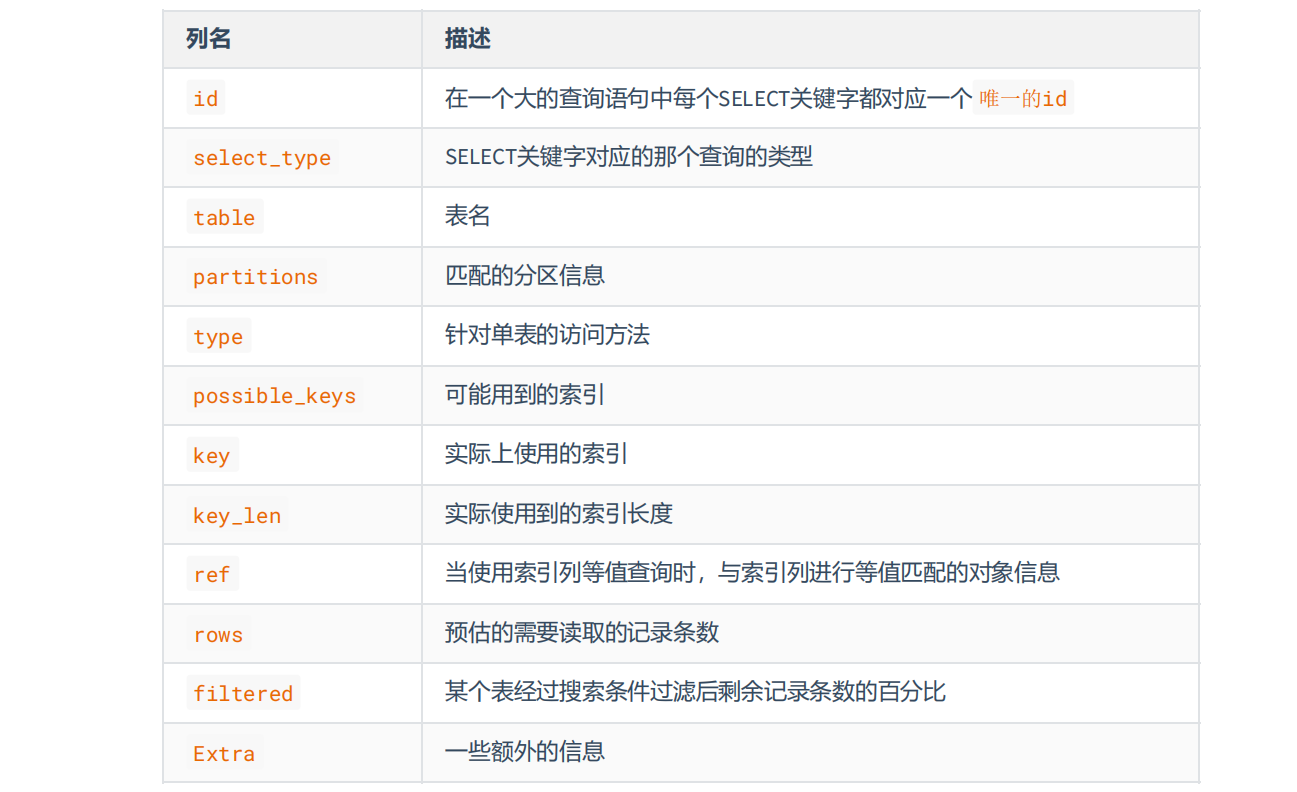 列名 描述
id 在一个大的查询语句中每个SELECT关键字都对应一个 唯一的id
select_type SELECT关键字对应的那个查询的类型
table 表名
partitions 匹配的分区信息
type 针对单表的访问方法
possible_keys 可能用到的索引
key 实际上使用的索引
key_len 实际使用到的索引长度
ref 当使用索引列等值查询时，与索引列进行等值匹配的对象信息
rows 预估的需要读取的记录条数
filtered 某个表经过搜索条件过滤后剩余记录条数的百分比
Extra 一些额外的信息